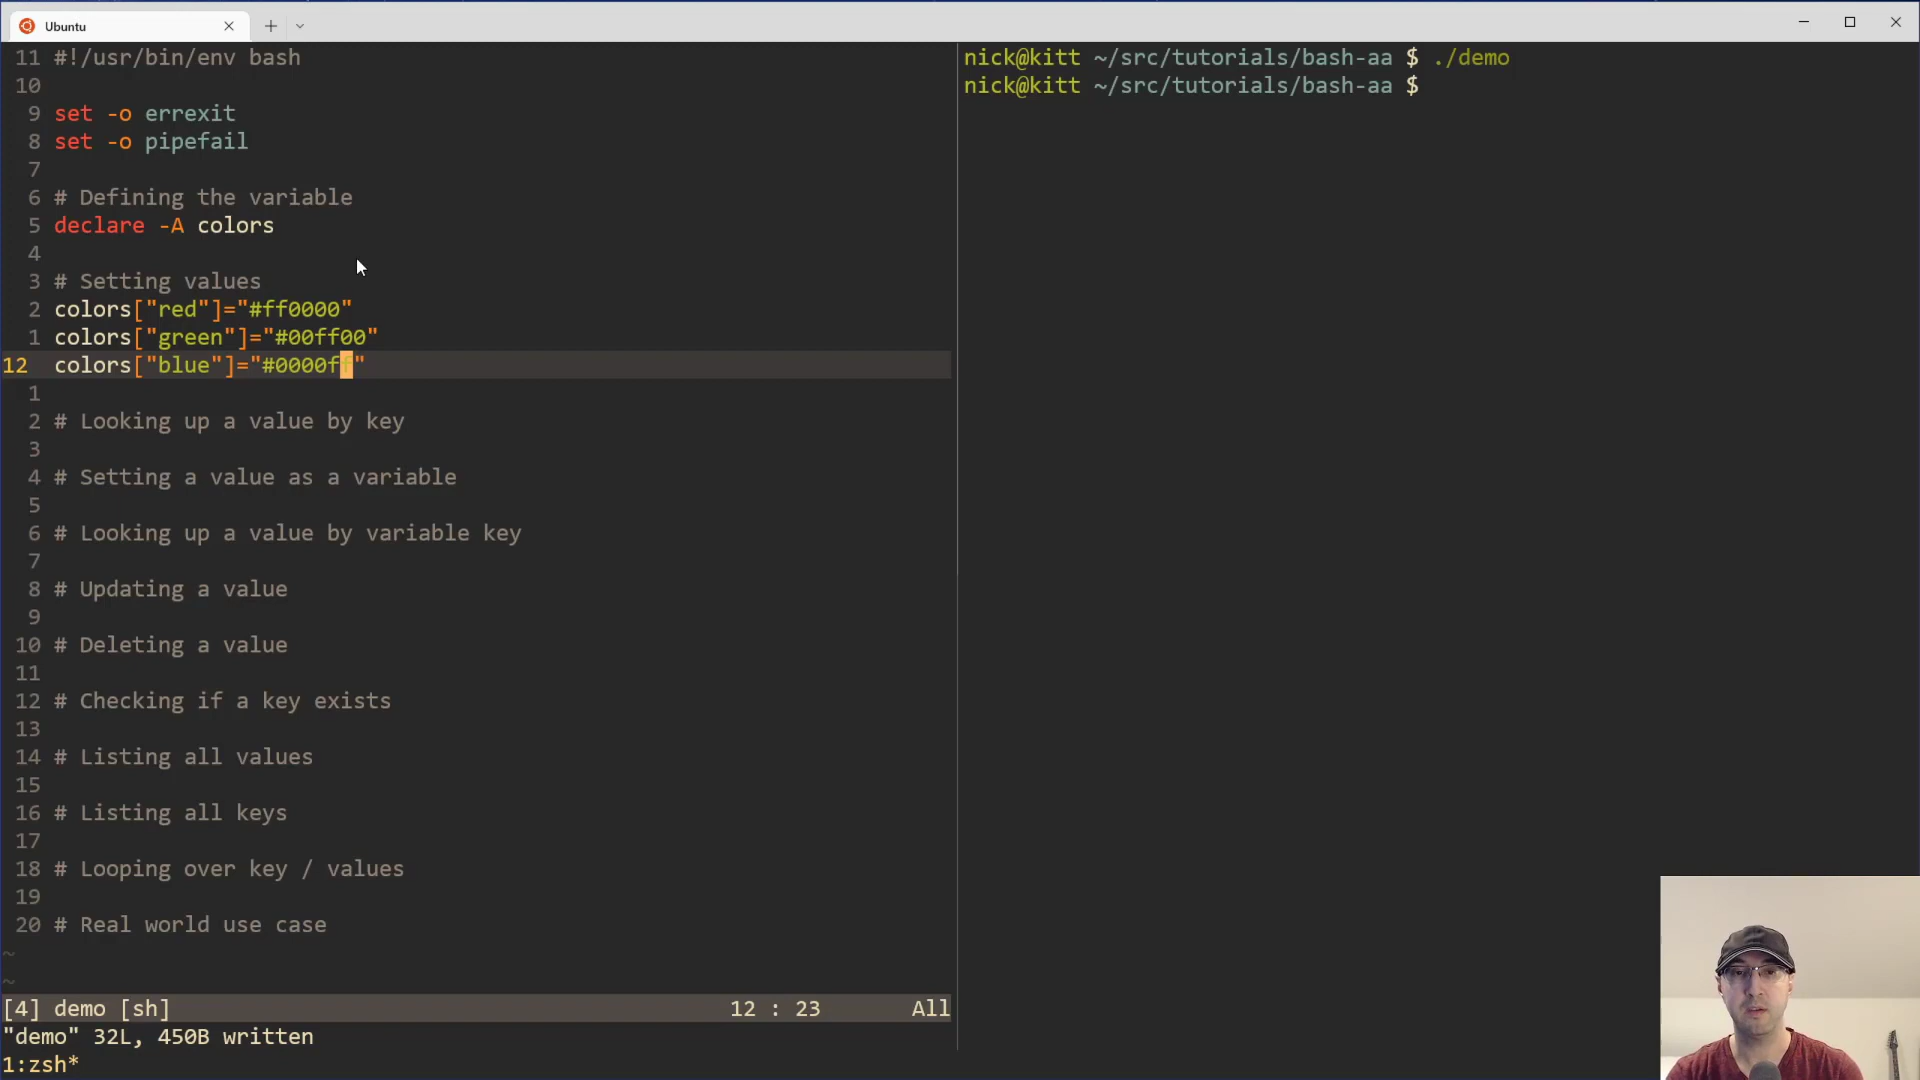 Ubuntu
11 #!/usr/bin/env bash
10
9 set -o errexit
8 set -o pipefail
7
6 # Defining the variable
5 declare -A colors
4
3 # Setting values
2 colors["red"]="#ff0000"
1 colors["green"]="#00ff00"
12 colors["blue"]="#0000ff"
1
2 # Looking up a value by key
3
4 # Setting a value as a variable
5
6 # Looking up a value by variable key
7
8 # Updating a value
9
10 # Deleting a value
11
12 # Checking if a key exists
13
14 # Listing all values
15
16 # Listing all keys
17
18 # Looping over key / values
19
20 # Real world use case
~
~
[4] demo [sh] 12 : 23 All
"demo" 32L, 450B written
1:zsh*
nick@kitt ~/src/tutorials/bash-aa $ ./demo
nick@kitt ~/src/tutorials/bash-aa $